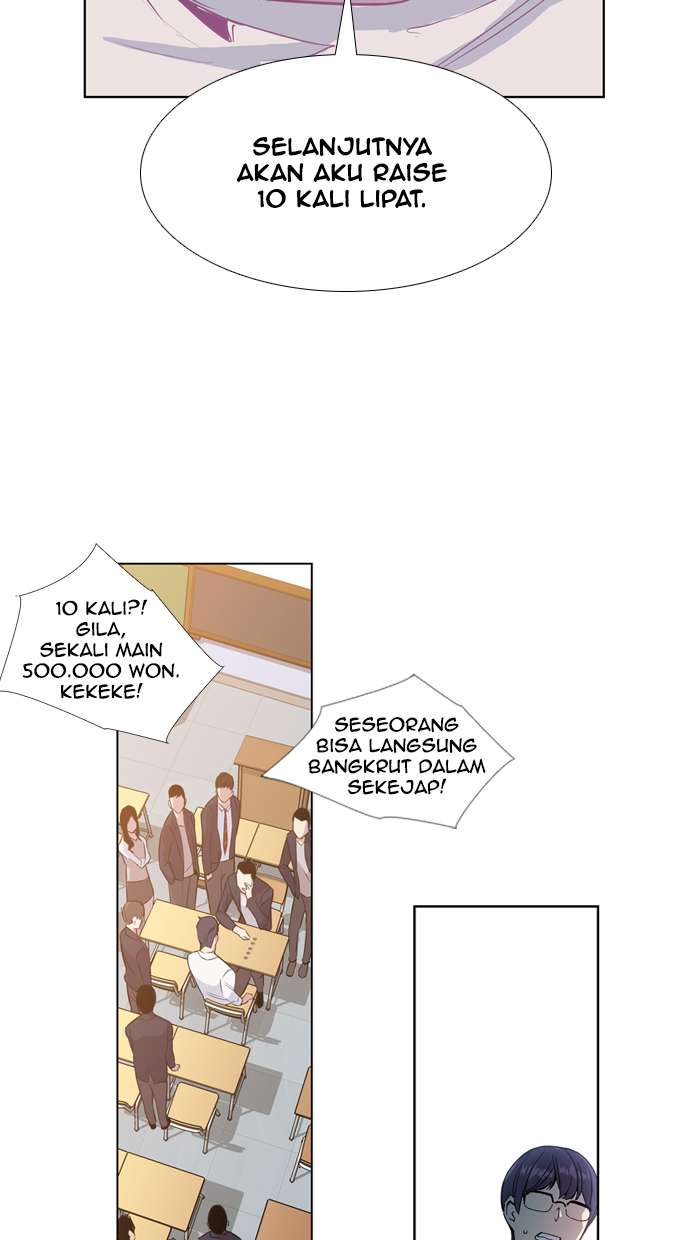 SELANJUTNYA
AKAN AKU RAISE
10 KALI LIPAT.
10 KALI?!
GILA,
SEKALI MAIN
500.000 WON.
KEKEKE!
SESEORANG
BISA LANGSUNG
BANGKRUT DALAM
SEKEJAP!